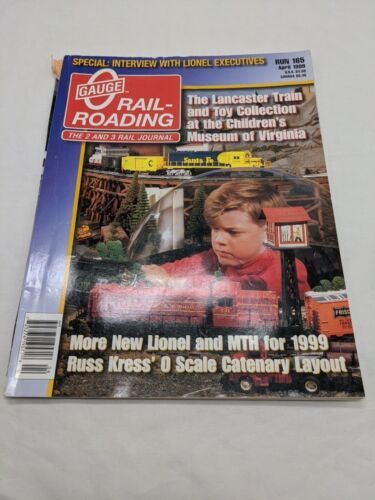 SPECIAL: INTERVIEW WITH LIONEL EXECUTIVES
RUN 165
April 1999
O GAUGE
RAIL-
ROADING
THE 2 AND 3 RAIL JOURNAL
The Lancaster Train
and Toy Collection
at the Children's
Museum of Virginia
Santa Fe
C
FRISCO
More New Lionel and MTH for 1999
Russ Kress' O Scale Catenary Layout